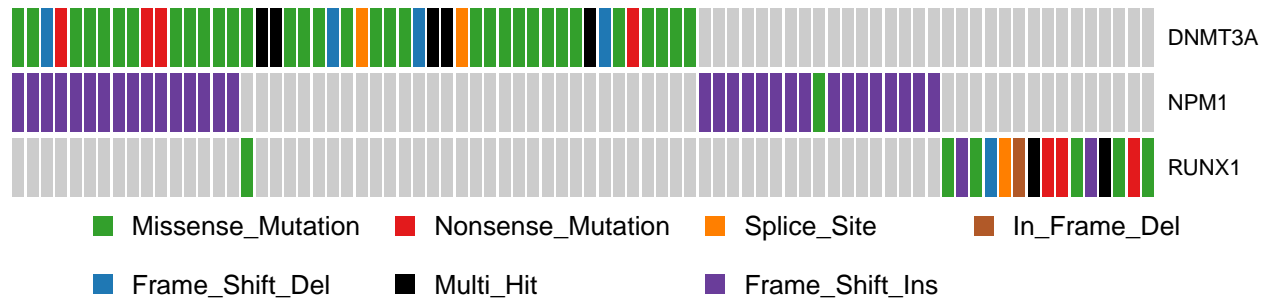 DNMT3A
NPM1
RUNX1
Missense_Mutation Nonsense_Mutation Splice_Site In_Frame_Del
Frame_Shift_Del Multi_Hit Frame_Shift_Ins